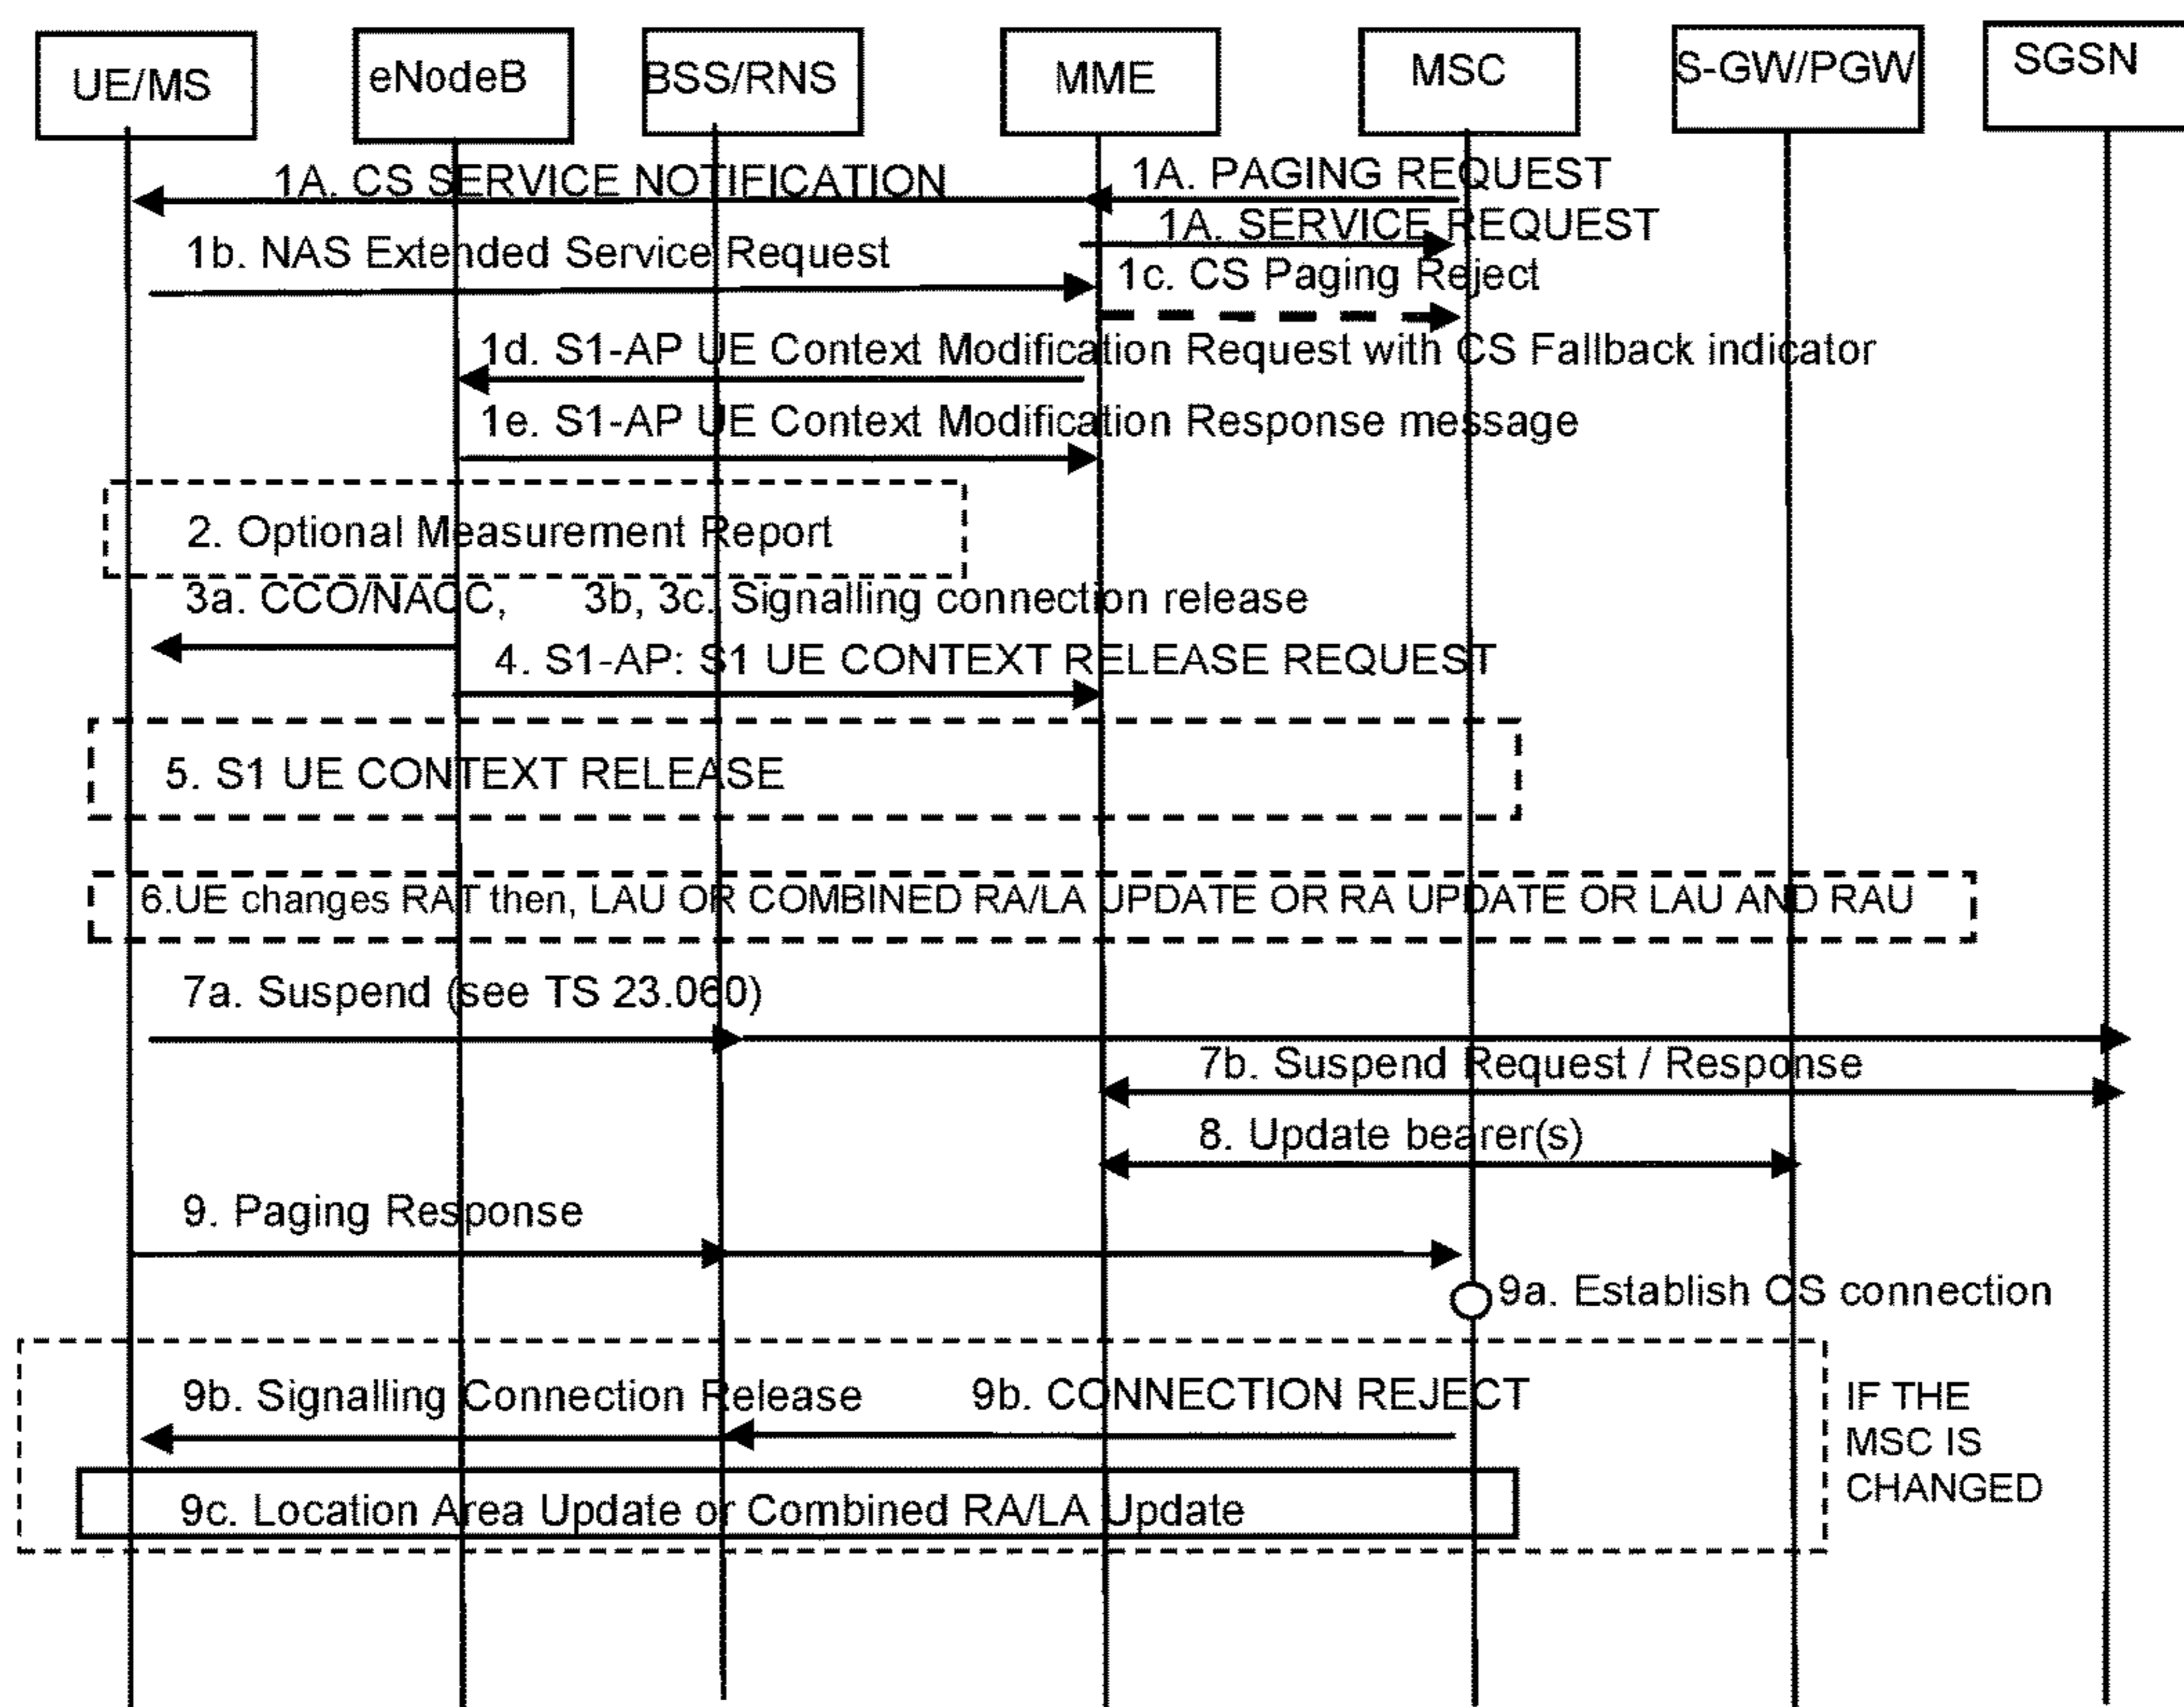 UE/MS
eNodeB
BSS/RNS
MME
MSC
S-GW/PGW
SGSN
1A. CS SERVICE NOTIFICATION
1A. PAGING REQUEST
1A. SERVICE REQUEST
1b. NAS Extended Service Request
1c. CS Paging Reject
1d. S1-AP UE Context Modification Request with CS Fallback indicator
1e. S1-AP UE Context Modification Response message
2. Optional Measurement Report
3a. CCO/NACC, 3b, 3c. Signalling connection release
4. S1-AP: S1 UE CONTEXT RELEASE REQUEST
5. S1 UE CONTEXT RELEASE
6.UE changes RAT then, LAU OR COMBINED RA/LA UPDATE OR RA UPDATE OR LAU AND RAU
7a. Suspend (see TS 23.060)
7b. Suspend Request / Response
8. Update bearer(s)
9. Paging Response
9a. Establish CS connection
9b. Signalling Connection Release
9b. CONNECTION REJECT
IF THE
MSC IS
CHANGED
9c. Location Area Update or Combined RA/LA Update